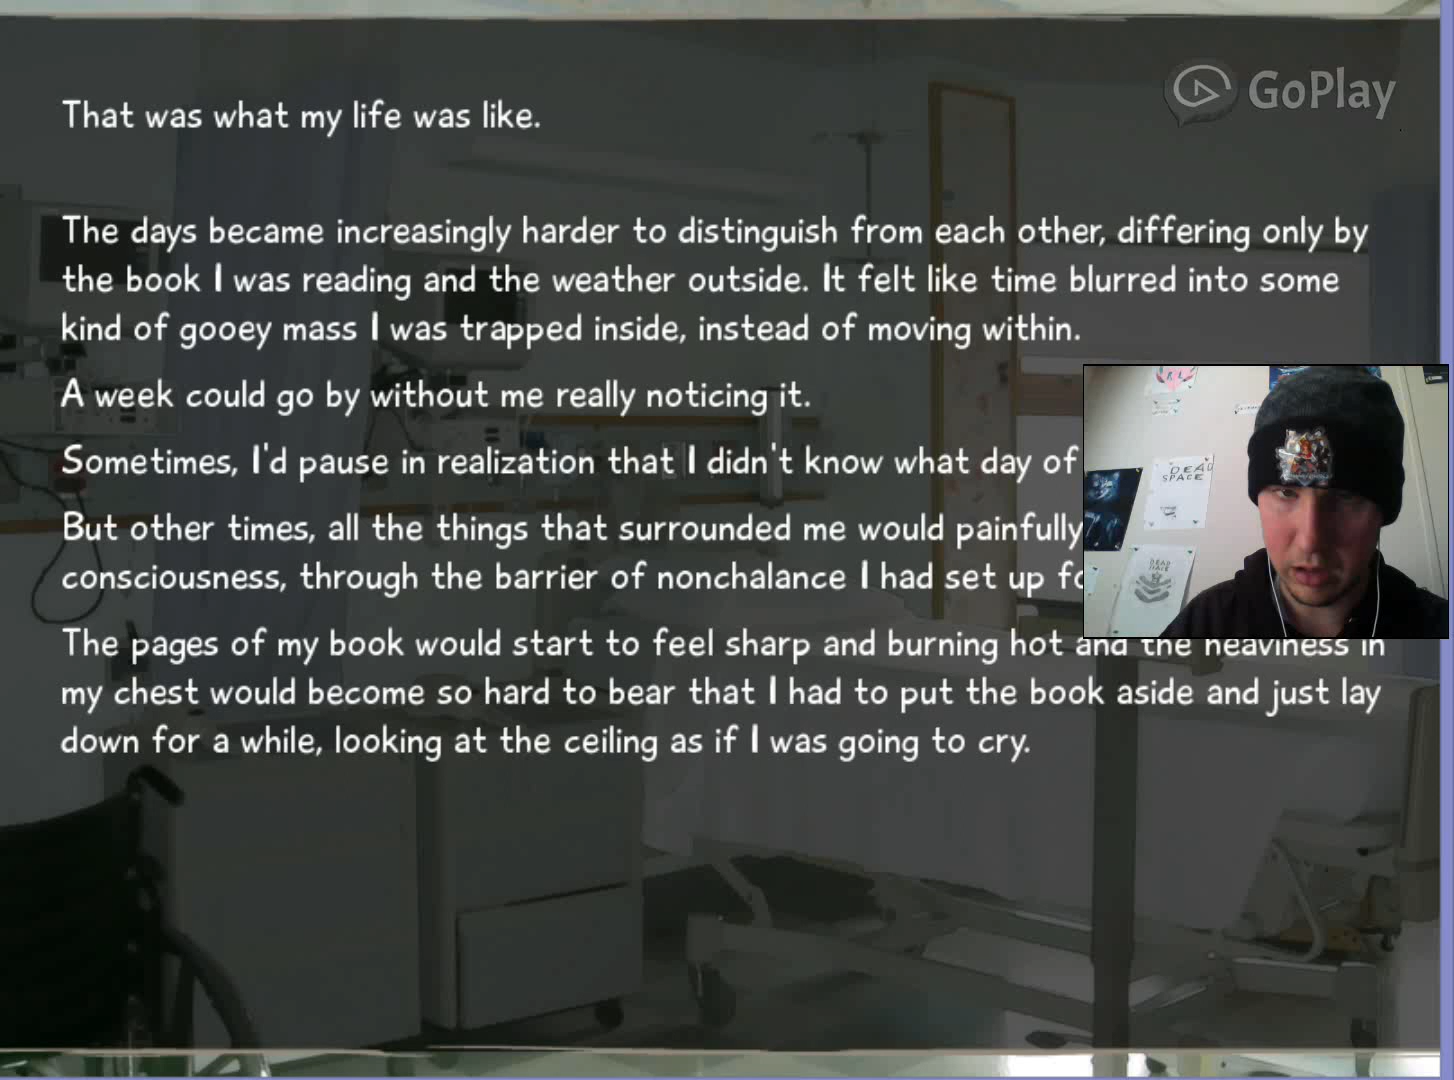 GoPlay
That was what my life was like.
The days became increasingly harder to distinguish from each other, differing only by
the book I was reading and the weather outside. It felt like time blurred into some
kind of gooey mass I was trapped inside, instead of moving within.
A week could go by without me really noticing it.
Sometimes, I'd pause in realization that I didn't know what day of
But other times, all the things that surrounded me would painfully
consciousness, through the barrier of nonchalance I had set up
The pages of my book would start to feel sharp and burning hot and the heaviness in
my chest would become so hard to bear that I had to put the book aside and just lay
down for a while, looking at the ceiling as if I was going to cry.
DEAD
SPACE
DEAD
SPACE